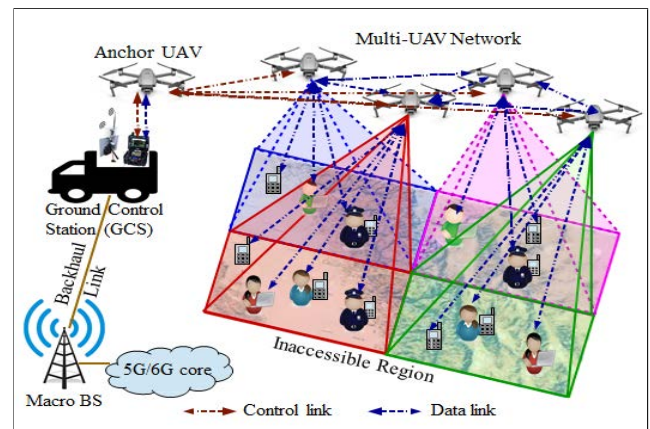 Anchor UAV
Multi-UAV Network
Ground Control
Station (GCS)
Backhaul
Link
Inaccessible Region
5G/6G core
Macro BS
Control link
Data link